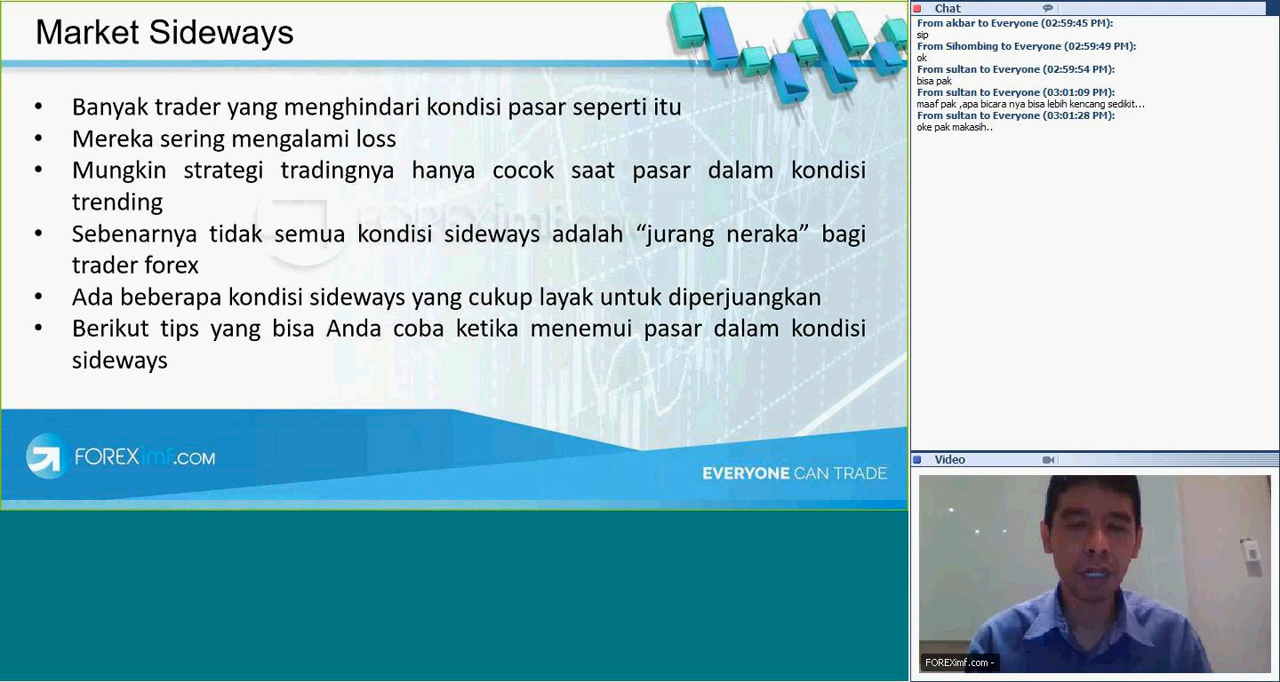 Market Sideways
• Banyak trader yang menghindari kondisi pasar seperti itu
• Mereka sering mengalami loss
• Mungkin strategi tradingnya hanya cocok saat pasar dalam kondisi
trending
• Sebenarnya tidak semua kondisi sideways adalah “jurang neraka” bagi
trader forex
• Ada beberapa kondisi sideways yang cukup layak untuk diperjuangkan
• Berikut tips yang bisa Anda coba ketika menemui pasar dalam kondisi
sideways
FOREXimf.COM
EVERYONE CAN TRADE
Chat
From akbar to Everyone (02:59:45 PM):
sip
From Sihombing to Everyone (02:59:49 PM):
ok
From sultan to Everyone (02:59:54 PM):
bisa pak
From sultan to Everyone (03:01:09 PM):
maaf pak ,apa bicara nya bisa lebih kencang sedikit...
From sultan to Everyone (03:01:28 PM):
oke pak makasih..
Video
FOREXimf.com -